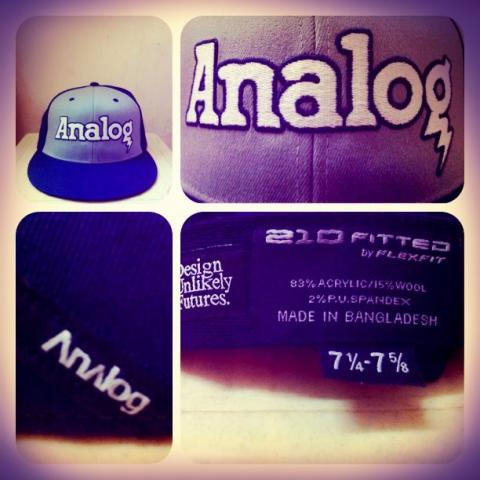 Analog
Analog
Analog
Design
Unlikely
Futures.
210 FITTED
by FLEXFIT
83% ACRYLIC/15% WOOL
2% P.U. SPANDEX
MADE IN BANGLADESH
7 1/4-7 5/8